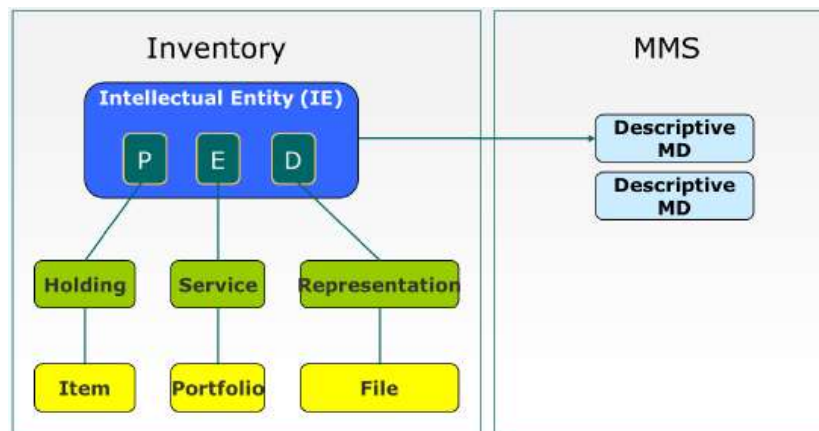 Inventory
MMS
Intellectual Entity (IE)
P E D
Descriptive
MD
Descriptive
MD
Holding Service Representation
Item Portfolio File